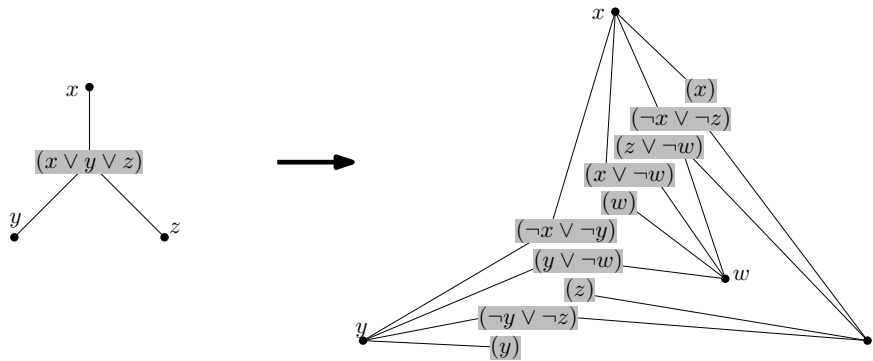 x
(x ∨ y ∨ z)
y
z
x
(x)
(¬x ∨ ¬z)
(z ∨ ¬w)
(x ∨ ¬w)
(w)
(¬x ∨ ¬y)
(y ∨ ¬w)
w
(z)
(¬y ∨ ¬z)
y
(y)